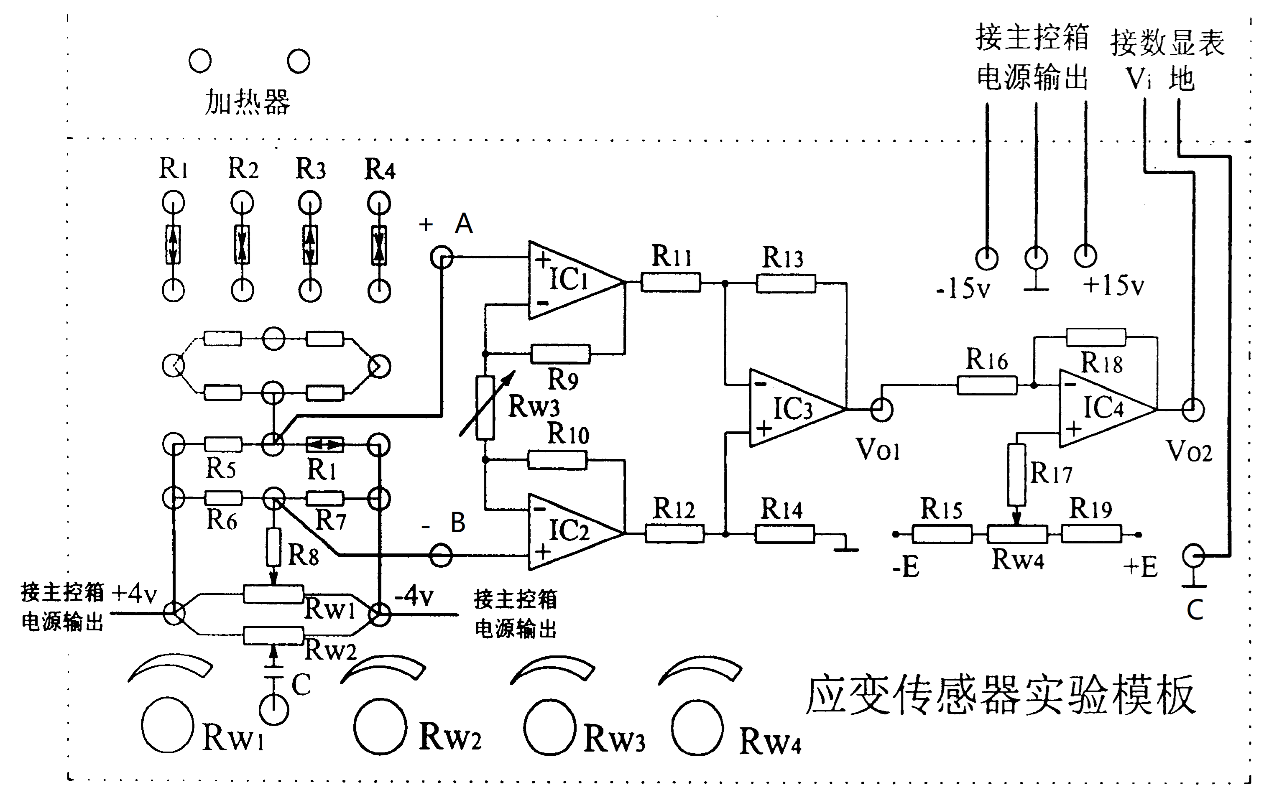 接主控箱
电源输出
接数显表
Vi 地
加热器
R1 R2 R3 R4
+ A
IC1
+
-
R11
R13
-15v
+15v
R9
Rw3
R10
R16
R18
-
IC3
+
Vo1
-
IC4
+
Vo2
R5
R1
R6
R7
- B
-
IC2
+
R12
R14
R17
R15
Rw4
R19
-E
+E
R8
C
接主控箱
电源输出
+4v
Rw1
-4v
接主控箱
电源输出
Rw2
C
Rw1
Rw2
Rw3
Rw4
应变传感器实验模板